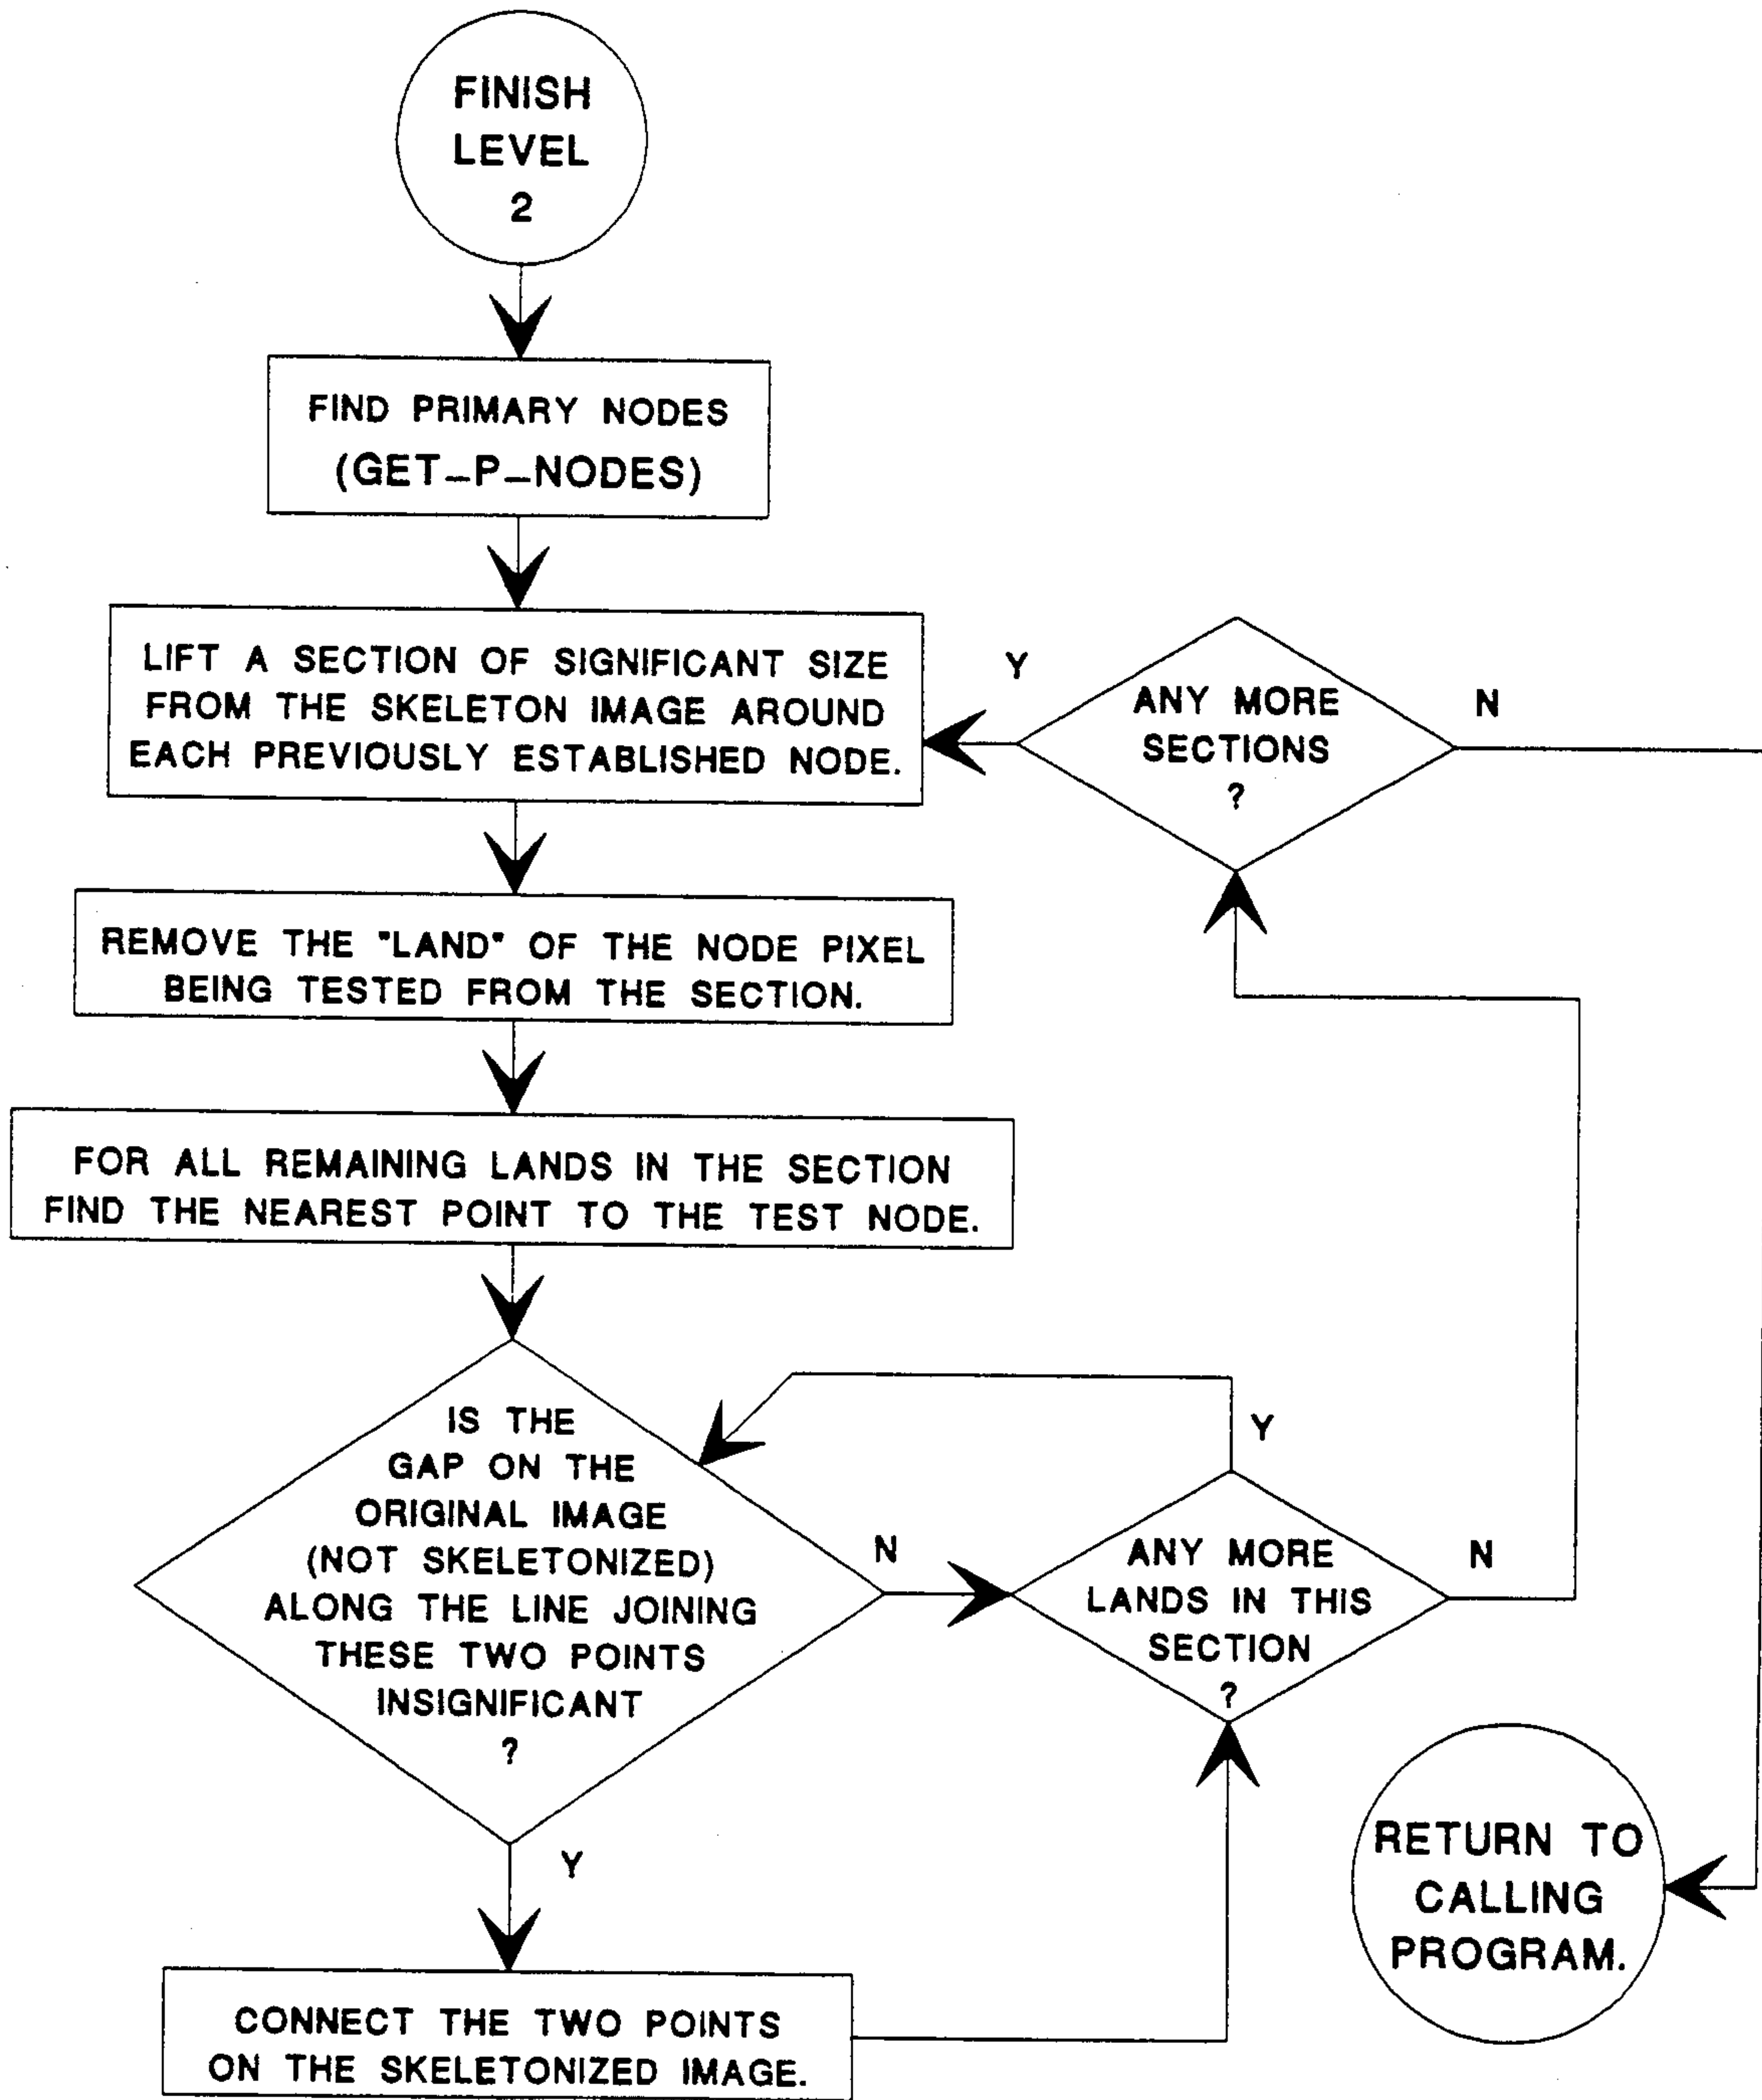 FINISH
LEVEL
2
FIND PRIMARY NODES
(GET_P_NODES)
LIFT A SECTION OF SIGNIFICANT SIZE
FROM THE SKELETON IMAGE AROUND
EACH PREVIOUSLY ESTABLISHED NODE.
Y
ANY MORE
SECTIONS
?
N
REMOVE THE "LAND" OF THE NODE PIXEL
BEING TESTED FROM THE SECTION.
FOR ALL REMAINING LANDS IN THE SECTION
FIND THE NEAREST POINT TO THE TEST NODE.
IS THE
GAP ON THE
ORIGINAL IMAGE
(NOT SKELETONIZED)
ALONG THE LINE JOINING
THESE TWO POINTS
INSIGNIFICANT
?
N
Y
Y
ANY MORE
LANDS IN THIS
SECTION
?
N
CONNECT THE TWO POINTS
ON THE SKELETONIZED IMAGE.
RETURN TO
CALLING
PROGRAM.